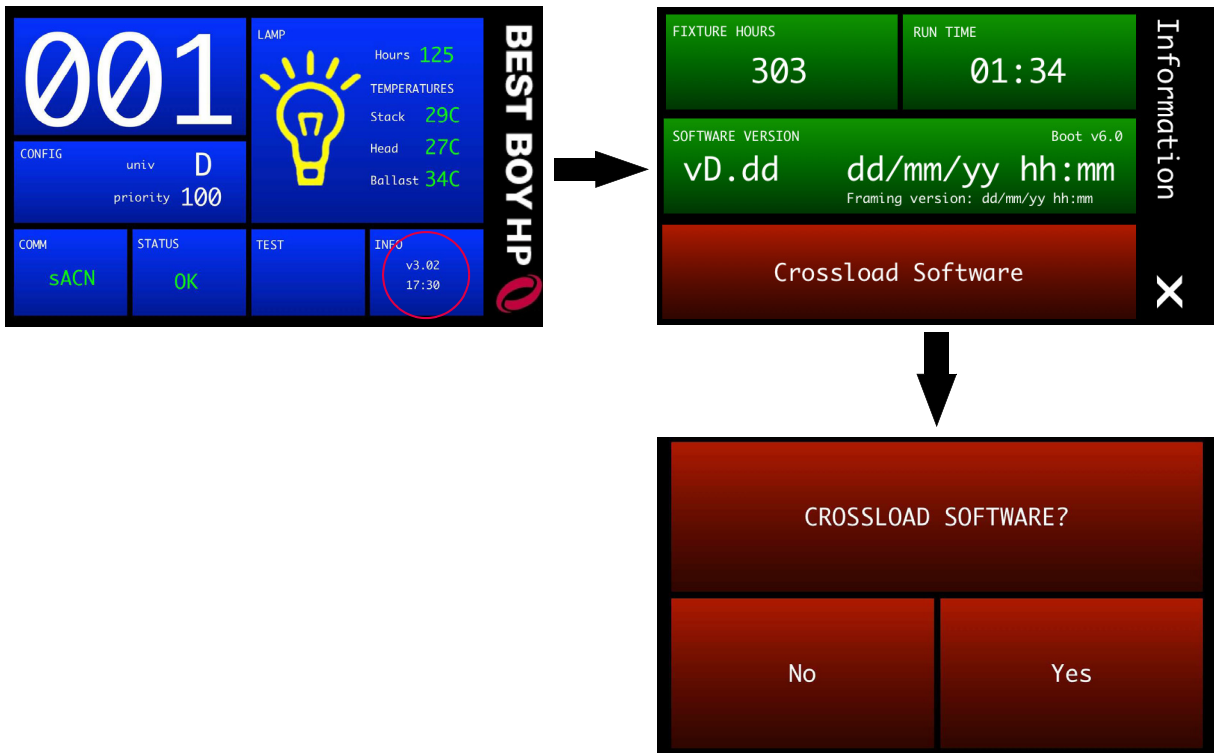 001
LAMP
Hours 125
TEMPERATURES
Stack 29C
Head 27C
Ballast 34C
CONFIG
univ D
priority 100
COMM
sACN
STATUS
OK
TEST
INFO
v3.02
17:30
BEST BOY HP
FIXTURE HOURS
303
RUN TIME
01:34
SOFTWARE VERSION
Boot v6.0
vD.dd dd/mm/yy hh:mm
Framing version: dd/mm/yy hh:mm
Crossload Software
Information
X
CROSSLOAD SOFTWARE?
No
Yes